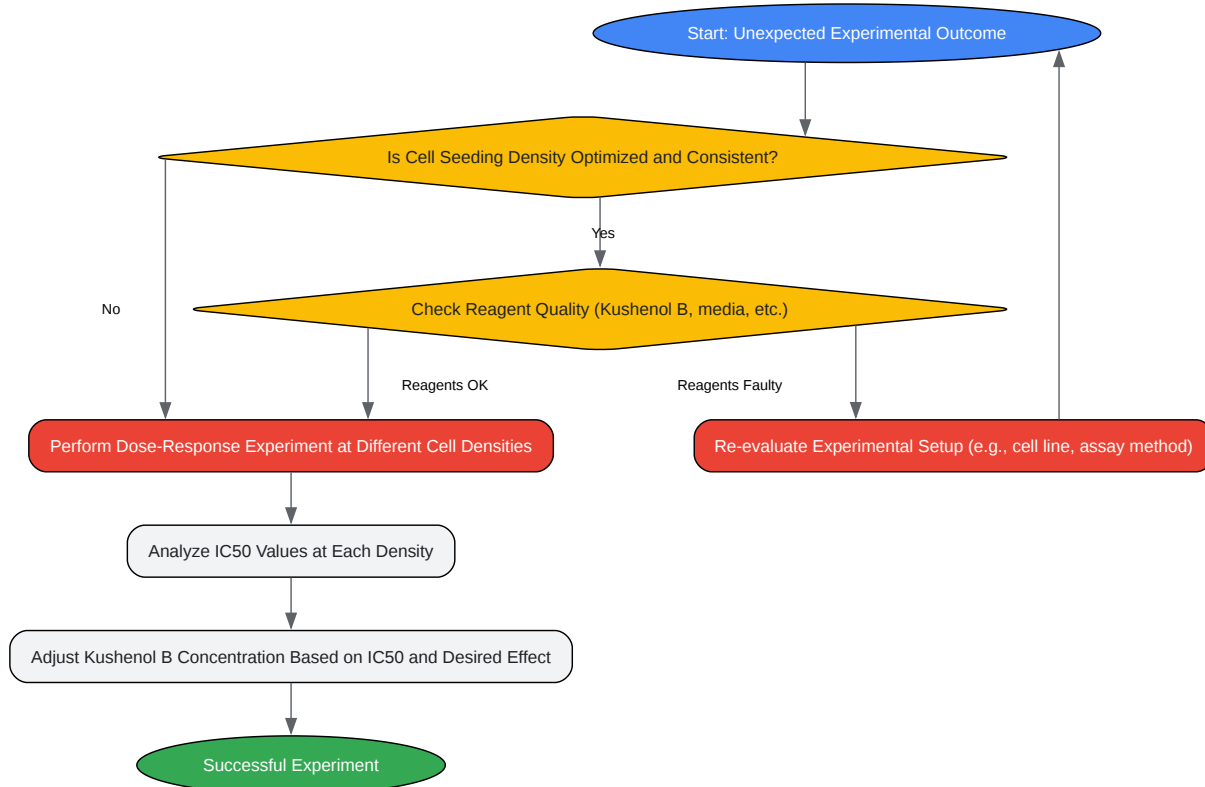 Start: Unexpected Experimental Outcome
Is Cell Seeding Density Optimized and Consistent?
Yes
Check Reagent Quality (Kushenol B, media, etc.)
No
Reagents OK
Reagents Faulty
Perform Dose-Response Experiment at Different Cell Densities
Re-evaluate Experimental Setup (e.g., cell line, assay method)
Analyze IC50 Values at Each Density
Adjust Kushenol B Concentration Based on IC50 and Desired Effect
Successful Experiment